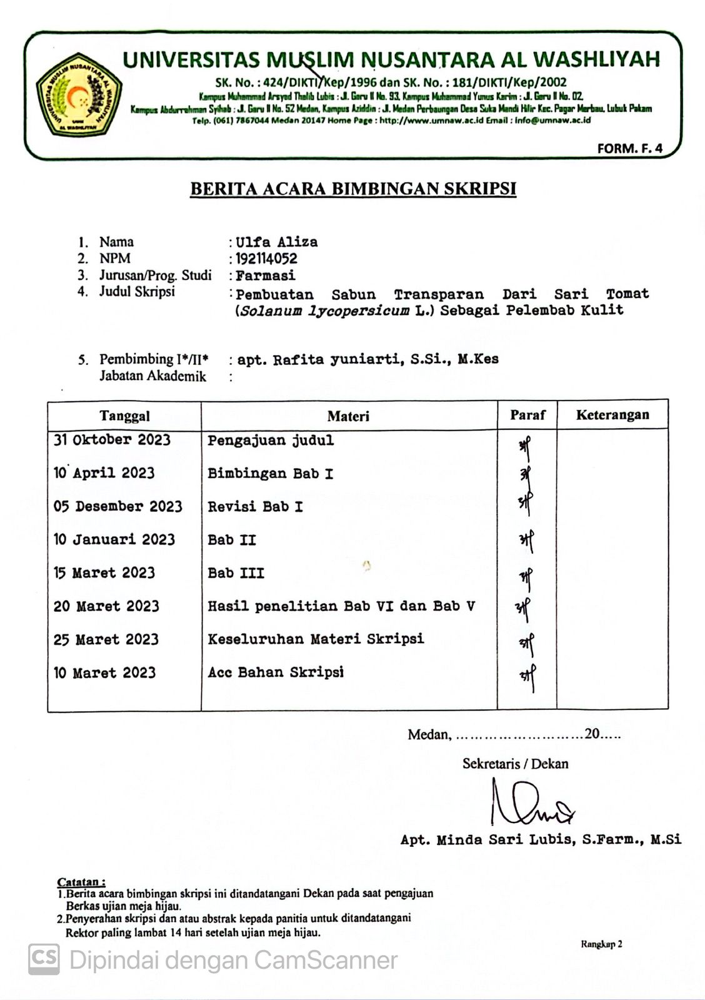 UNIVERSITAS MUSLIM NUSANTARA AL WASHLIYAH
SK. No. : 424/DIKTI/Kep/1996 dan SK. No. : 181/DIKTI/Kep/2002
Kampus Muhammad Arsyad Thalib Lubis : Jl. Garu II No. 93, Kampus Muhammad Yunus Karim : Jl. Garu II No. 02,
Kampus Abdurrahman Syihab : Jl. Garu II No. 52 Medan, Kampus Aziddin : Jl. Medan Perbaungan Desa Suka Mandi Hilir Kec. Pagar Merbau, Lubuk Pakam
Telp. (061) 7867044 Medan 20147 Home Page : http://www.umnaw.ac.id Email : info@umnaw.ac.id
UNIVERSITAS MUSLIM NUSANTARA AL WASHLIYAH
UMN
AL WASHLIYAH
FORM. F. 4
BERITA ACARA BIMBINGAN SKRIPSI
1. Nama : Ulfa Aliza
2. NPM : 192114052
3. Jurusan/Prog. Studi : Farmasi
4. Judul Skripsi : Pembuatan Sabun Transparan Dari Sari Tomat
(Solanum lycopersicum L.) Sebagai Pelembab Kulit
5. Pembimbing I*/II* : apt. Rafita yuniarti, S.Si., M.Kes
Jabatan Akademik :
Tanggal Materi Paraf Keterangan
31 Oktober 2023 Pengajuan judul
10 April 2023 Bimbingan Bab I
05 Desember 2023 Revisi Bab I
10 Januari 2023 Bab II
15 Maret 2023 Bab III
20 Maret 2023 Hasil penelitian Bab VI dan Bab V
25 Maret 2023 Keseluruhan Materi Skripsi
10 Maret 2023 Acc Bahan Skripsi
Medan, ...........................20.....
Sekretaris / Dekan
Apt. Minda Sari Lubis, S.Farm., M.Si
Catatan :
1.Berita acara bimbingan skripsi ini ditandatangani Dekan pada saat pengajuan
Berkas ujian meja hijau.
2.Penyerahan skripsi dan atau abstrak kepada panitia untuk ditandatangani
Rektor paling lambat 14 hari setelah ujian meja hijau.
Rangkap 2
CS Dipindai dengan CamScanner